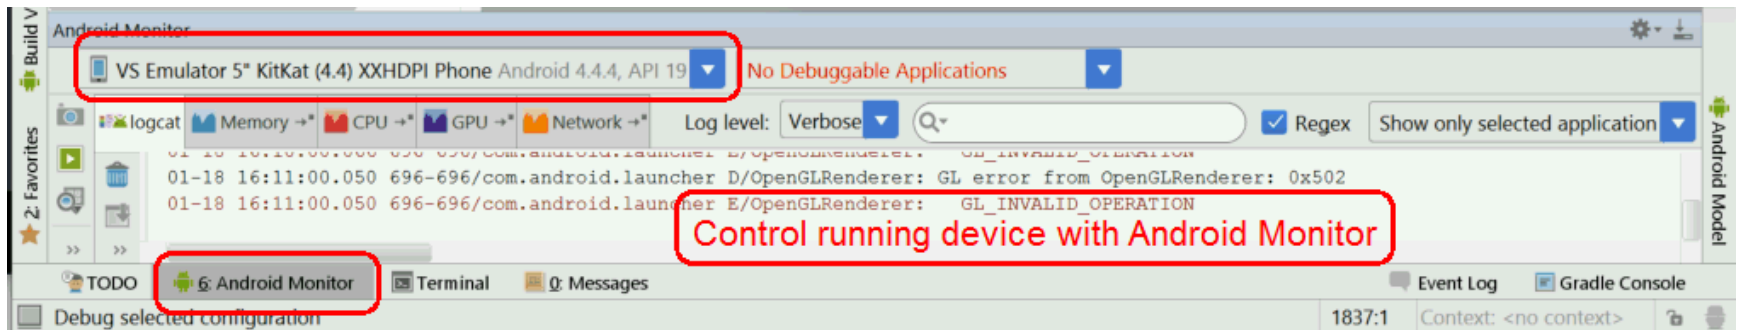 Build V
Android Monitor
VS Emulator 5" KitKat (4.4) XXHDPI Phone Android 4.4.4, API 19
No Debuggable Applications
logcat Memory →" CPU →" GPU →" Network →" Log level: Verbose Regex Show only selected application
01-18 16:11:00.050 696-696/com.android.launcher D/OpenGLRenderer: GL error from OpenGLRenderer: 0x502
01-18 16:11:00.050 696-696/com.android.launcher E/OpenGLRenderer: GL_INVALID_OPERATION
Control running device with Android Monitor
2: Favorites
Android Model
>> >>
TODO 6: Android Monitor Terminal 0: Messages Event Log Gradle Console
Debug selected configuration 1837:1 Context: <no context>